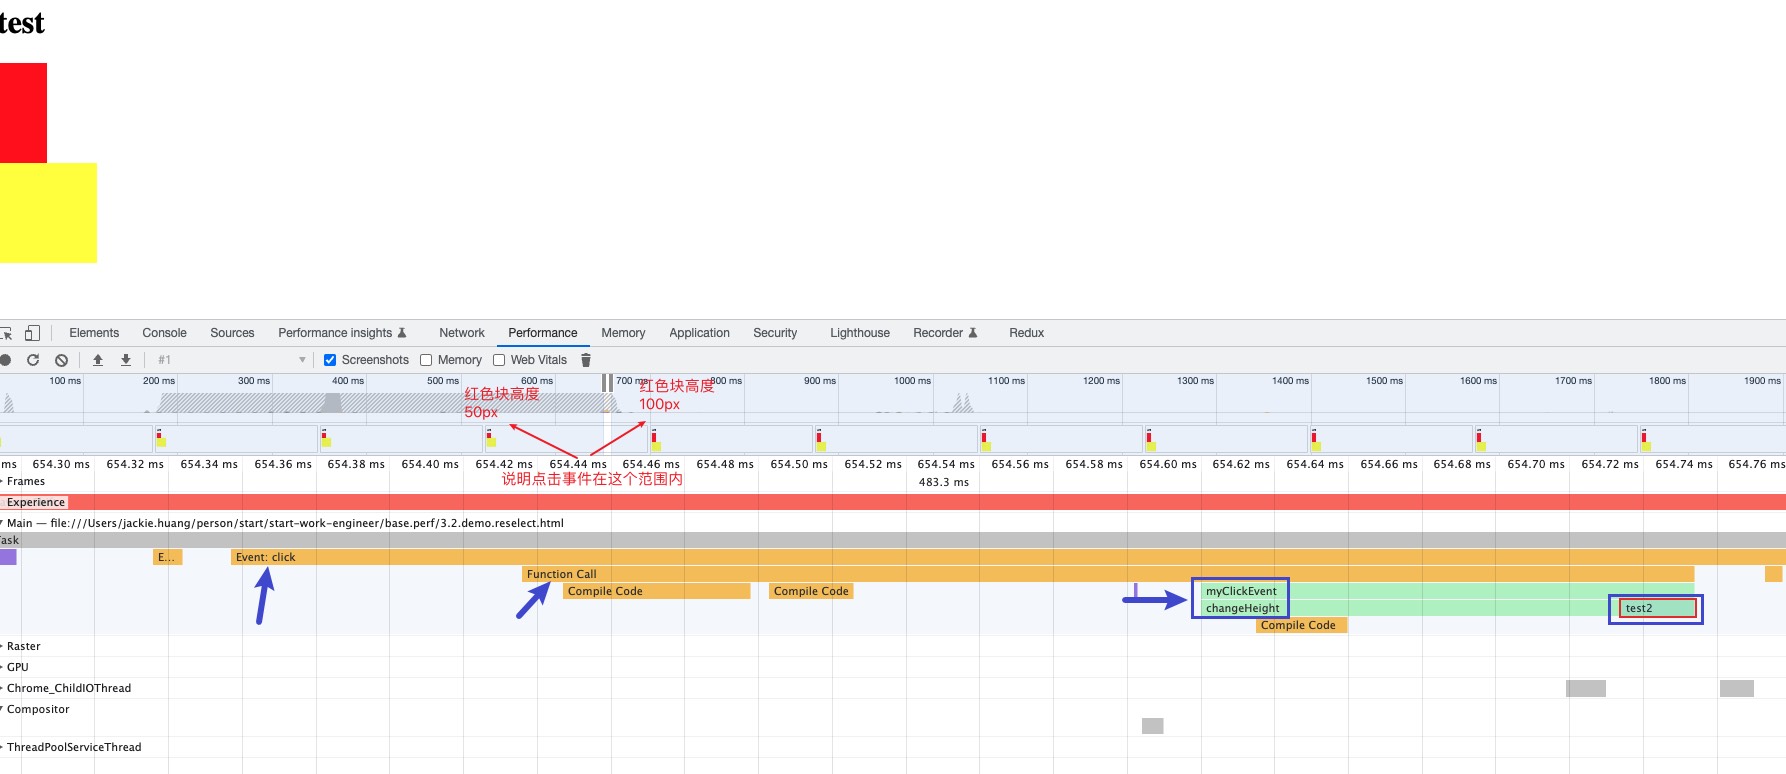 test
Elements Console Sources Performance insights Network Performance Memory Application Security Lighthouse Recorder Redux
#1 Screenshots Memory Web Vitals
100 ms 200 ms 300 ms 400 ms 500 ms 600 ms 700 ms 800 ms 900 ms 1000 ms 1100 ms 1200 ms 1300 ms 1400 ms 1500 ms 1600 ms 1700 ms 1800 ms 1900 ms
红色块高度
50px
红色块高度
100px
ms 654.30 ms 654.32 ms 654.34 ms 654.36 ms 654.38 ms 654.40 ms 654.42 ms 654.44 ms 654.46 ms 654.48 ms 654.50 ms 654.52 ms 654.54 ms 654.56 ms 654.58 ms 654.60 ms 654.62 ms 654.64 ms 654.66 ms 654.68 ms 654.70 ms 654.72 ms 654.74 ms 654.76 ms
说明点击事件在这个范围内
Frames 483.3 ms
Experience
Main — file:///Users/jackie.huang/person/start/start-work-engineer/base.perf/3.2.demo.reselect.html
Task
E... Event: click
Function Call
Compile Code Compile Code myClickEvent
changeHeight test2
Compile Code
Raster
GPU
Chrome_ChildIOThread
Compositor
ThreadPoolServiceThread